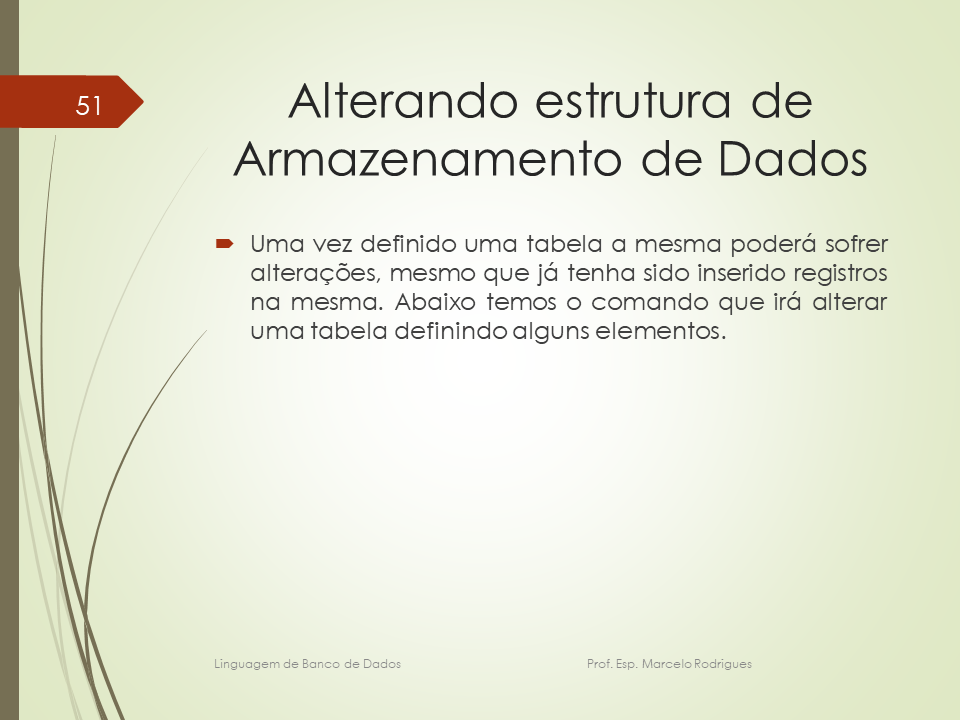 51
Alterando estrutura de
Armazenamento de Dados
Uma vez definido uma tabela a mesma poderá sofrer
alterações, mesmo que já tenha sido inserido registros
na mesma. Abaixo temos o comando que irá alterar
uma tabela definindo alguns elementos.
Linguagem de Banco de Dados Prof. Esp. Marcelo Rodrigues